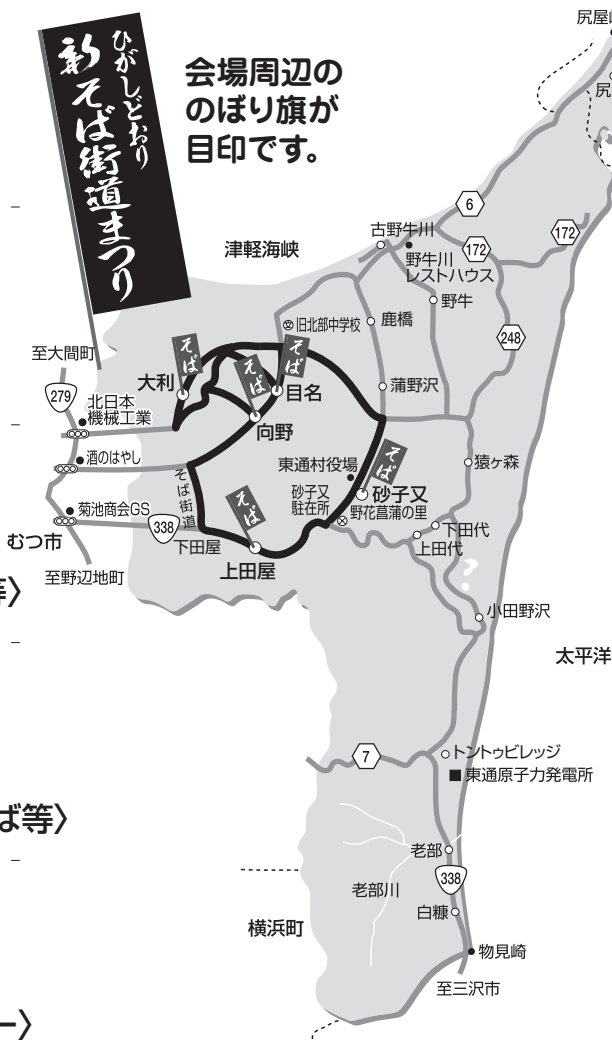 ひがしどおり
新そば街道まつり
会場周辺の
のぼり旗が
目印です。
尻屋
尻
6
172
172
古野牛川
野牛川
レストハウス
津軽海峡
野牛
旧北部中学校
鹿橋
248
至大間町
そば
そば
そば
大利
目名
蒲野沢
279
北日本
機械工業
向野
酒のはやし
東通村役場
そば
猿ヶ森
そば街道
砂子又
駐在所
砂子又
野花菖蒲の里
菊池商会GS
338
そば
下田代
上田代
むつ市
下田屋
上田屋
至野辺地町
等〉
小田野沢
太平洋
7
トントゥビレッジ
東通原子力発電所
ば等〉
老部
338
老部川
白糠
横浜町
物見崎
至三沢市
ー〉